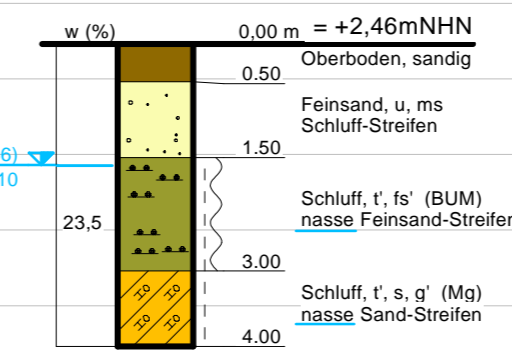 w (%) 0,00 m = +2,46mNHN
Oberboden, sandig
0.50
Feinsand, u, ms
Schluff-Streifen
1.50
6)
10
Schluff, t', fs' (BUM)
23,5 nasse Feinsand-Streifen
3.00
Schluff, t', s, g' (Mg)
nasse Sand-Streifen
4.00